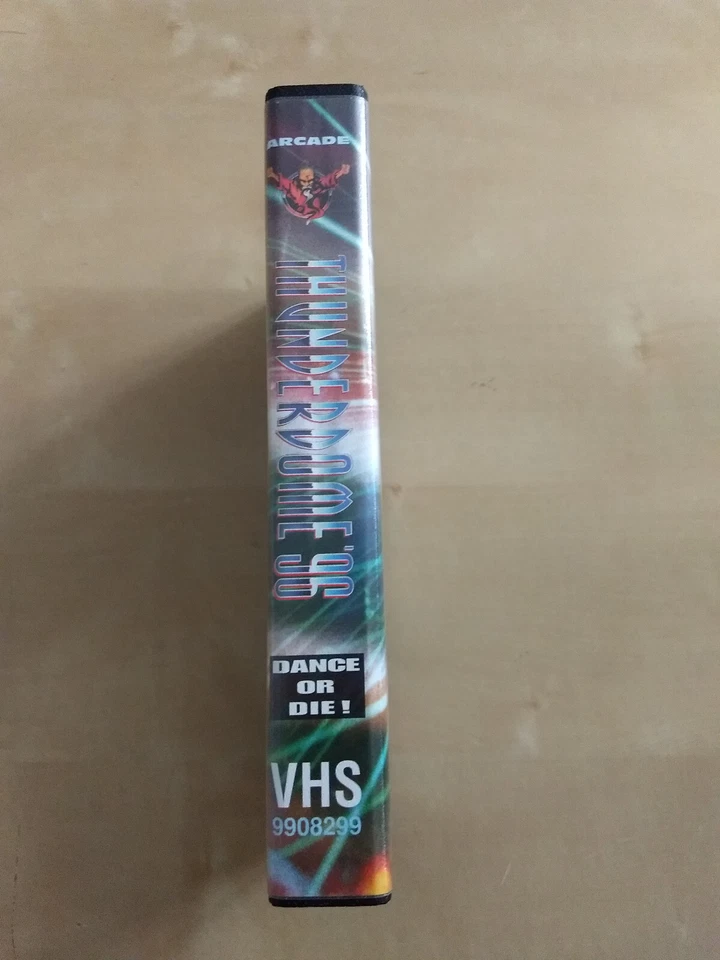 ARCADE
THUNDERDOME '96
DANCE
OR
DIE!
VHS
9908299